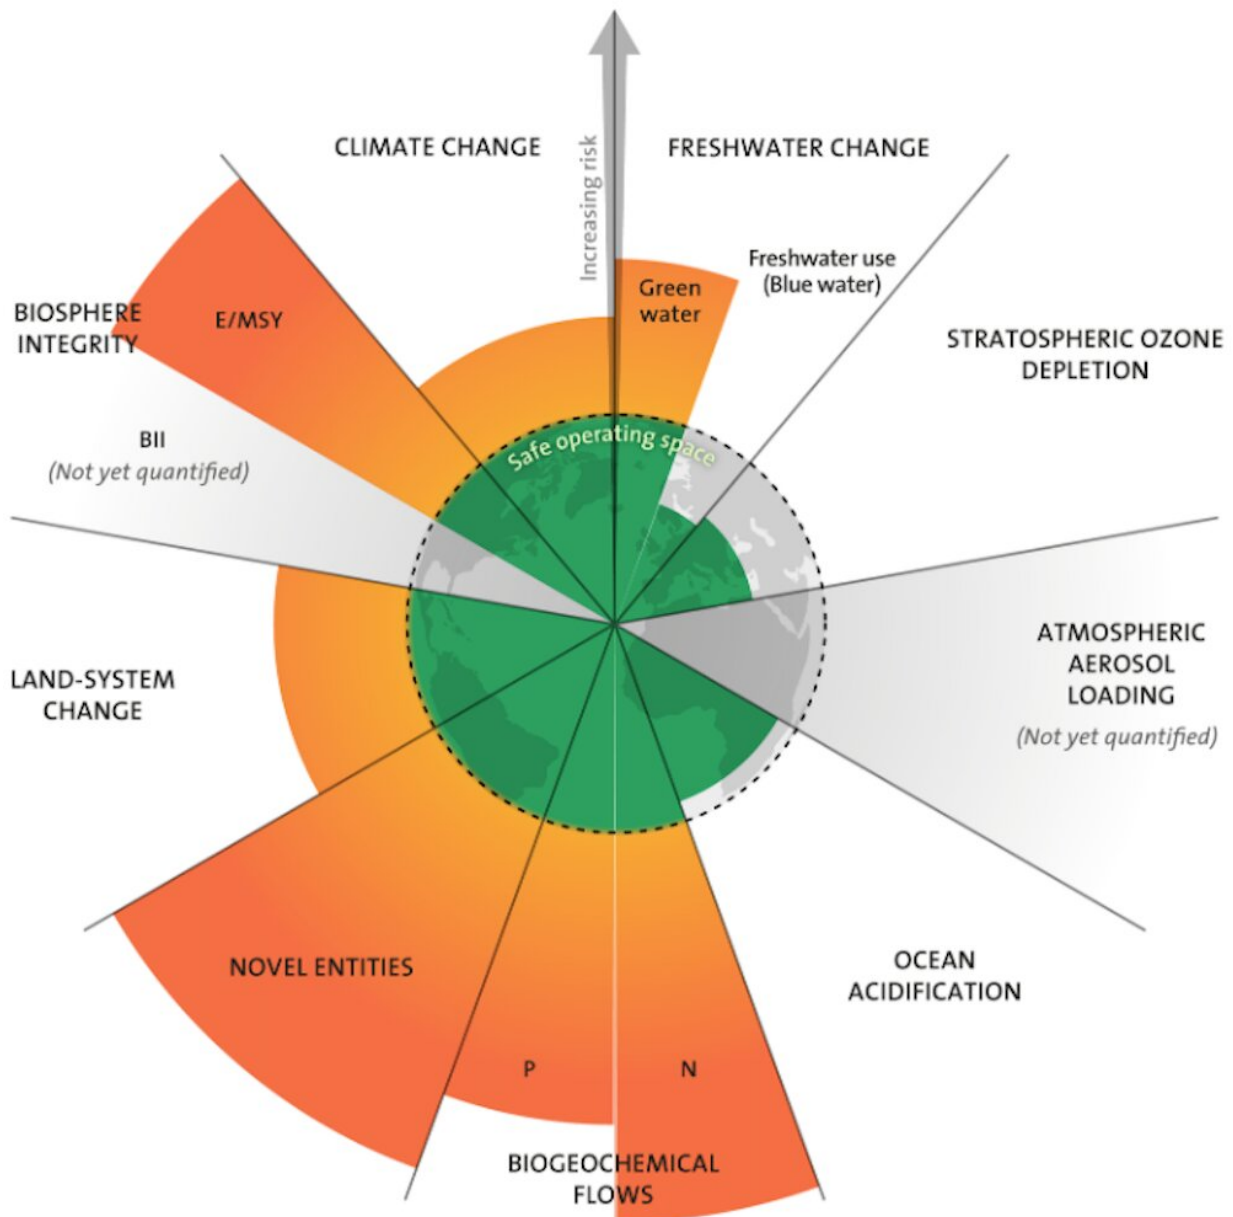 CLIMATE CHANGE
Increasing risk
FRESHWATER CHANGE
Green
water
Freshwater use
(Blue water)
STRATOSPHERIC OZONE
DEPLETION
ATMOSPHERIC
AEROSOL
LOADING
(Not yet quantified)
OCEAN
ACIDIFICATION
N
P
BIOGEOCHEMICAL
FLOWS
NOVEL ENTITIES
LAND-SYSTEM
CHANGE
BII
(Not yet quantified)
BIOSPHERE
INTEGRITY
E/MSY
Safe operating space